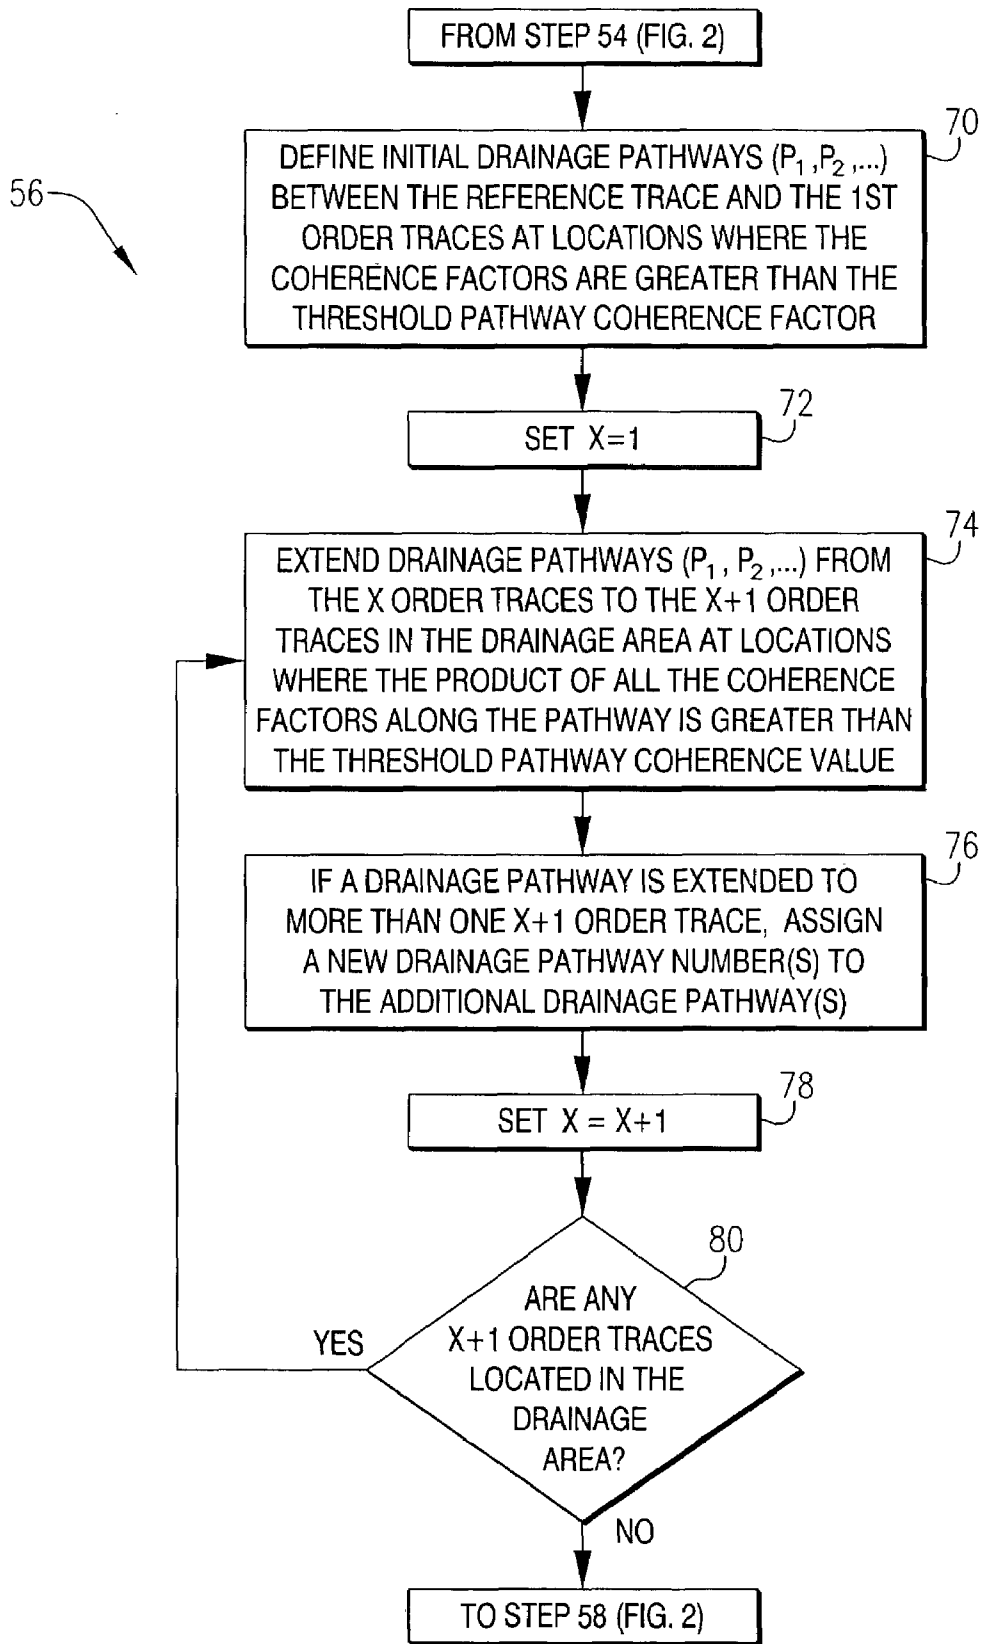 FROM STEP 54 (FIG. 2)
70
DEFINE INITIAL DRAINAGE PATHWAYS (P1 ,P2 ,...)
BETWEEN THE REFERENCE TRACE AND THE 1ST
ORDER TRACES AT LOCATIONS WHERE THE
COHERENCE FACTORS ARE GREATER THAN THE
THRESHOLD PATHWAY COHERENCE FACTOR
56
72
SET X=1
74
EXTEND DRAINAGE PATHWAYS (P1 , P2 ,...) FROM
THE X ORDER TRACES TO THE X+1 ORDER
TRACES IN THE DRAINAGE AREA AT LOCATIONS
WHERE THE PRODUCT OF ALL THE COHERENCE
FACTORS ALONG THE PATHWAY IS GREATER THAN
THE THRESHOLD PATHWAY COHERENCE VALUE
76
IF A DRAINAGE PATHWAY IS EXTENDED TO
MORE THAN ONE X+1 ORDER TRACE, ASSIGN
A NEW DRAINAGE PATHWAY NUMBER(S) TO
THE ADDITIONAL DRAINAGE PATHWAY(S)
78
SET X = X+1
80
ARE ANY
X+1 ORDER TRACES
LOCATED IN THE
DRAINAGE
AREA?
YES
NO
TO STEP 58 (FIG. 2)